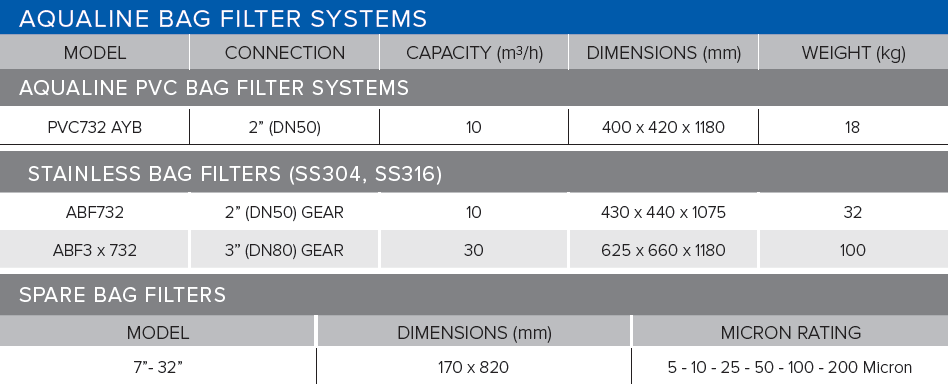 AQUALINE BAG FILTER SYSTEMS
MODEL CONNECTION CAPACITY (m³/h) DIMENSIONS (mm) WEIGHT (kg)
AQUALINE PVC BAG FILTER SYSTEMS
PVC732 AYB 2” (DN50) 10 400 x 420 x 1180 18
STAINLESS BAG FILTERS (SS304, SS316)
ABF732 2” (DN50) GEAR 10 430 x 440 x 1075 32
ABF3 x 732 3” (DN80) GEAR 30 625 x 660 x 1180 100
SPARE BAG FILTERS
MODEL DIMENSIONS (mm) MICRON RATING
7”- 32” 170 x 820 5 - 10 - 25 - 50 - 100 - 200 Micron